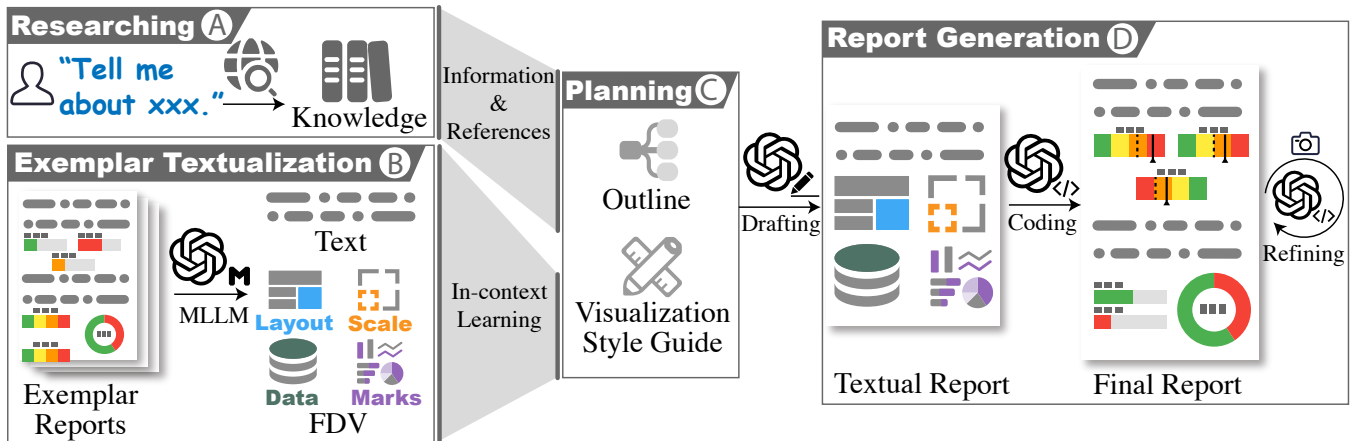 Researching A
"Tell me
about xxx."
Knowledge
Exemplar Textualization B
Text
MLLM
M
Layout
Scale
Data
Marks
FDV
Exemplar
Reports
Information
&
References
In-context
Learning
Planning C
Outline
Visualization
Style Guide
Drafting
Report Generation D
Textual Report
</>
Coding
Final Report
</>
Refining